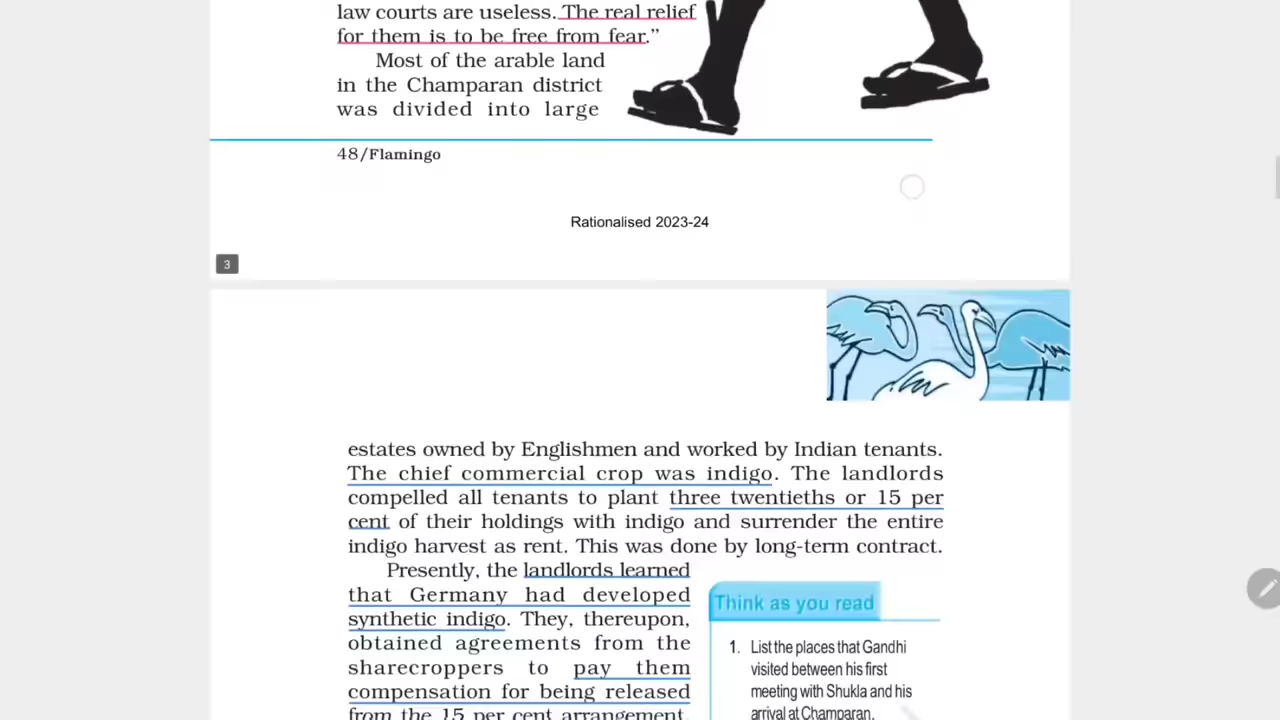 law courts are useless. The real relief
for them is to be free from fear.”
Most of the arable land
in the Champaran district
was divided into large
48/Flamingo
Rationalised 2023-24
3
estates owned by Englishmen and worked by Indian tenants.
The chief commercial crop was indigo. The landlords
compelled all tenants to plant three twentieths or 15 per
cent of their holdings with indigo and surrender the entire
indigo harvest as rent. This was done by long-term contract.
Presently, the landlords learned
that Germany had developed
synthetic indigo. They, thereupon,
obtained agreements from the
sharecroppers to pay them
compensation for being released
from the 15 per cent arrangement.
Think as you read
1. List the places that Gandhi
visited between his first
meeting with Shukla and his
arrival at Champaran.